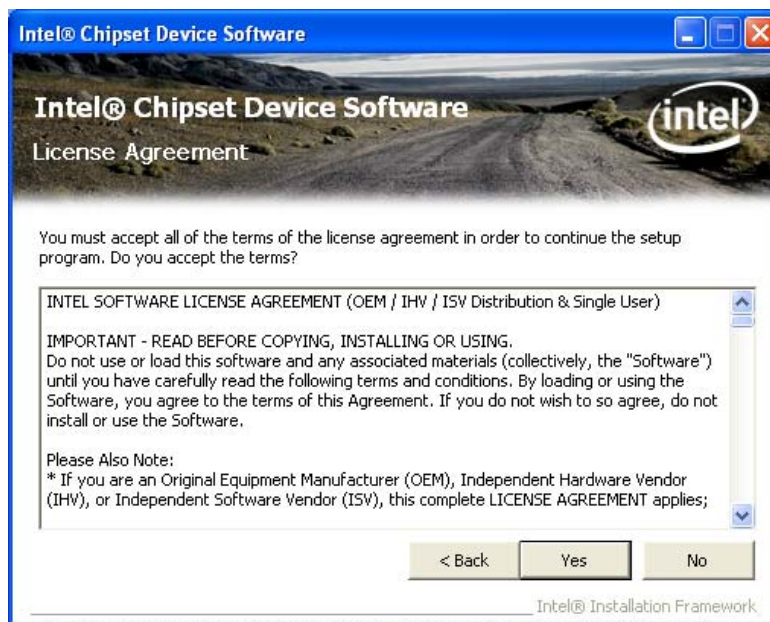 Intel® Chipset Device Software
Intel® Chipset Device Software
intel
License Agreement
You must accept all of the terms of the license agreement in order to continue the setup
program. Do you accept the terms?
INTEL SOFTWARE LICENSE AGREEMENT (OEM / IHV / ISV Distribution & Single User)
IMPORTANT - READ BEFORE COPYING, INSTALLING OR USING.
Do not use or load this software and any associated materials (collectively, the "Software")
until you have carefully read the following terms and conditions. By loading or using the
Software, you agree to the terms of this Agreement. If you do not wish to so agree, do not
install or use the Software.
Please Also Note:
* If you are an Original Equipment Manufacturer (OEM), Independent Hardware Vendor
(IHV), or Independent Software Vendor (ISV), this complete LICENSE AGREEMENT applies;
< Back Yes No
Intel® Installation Framework